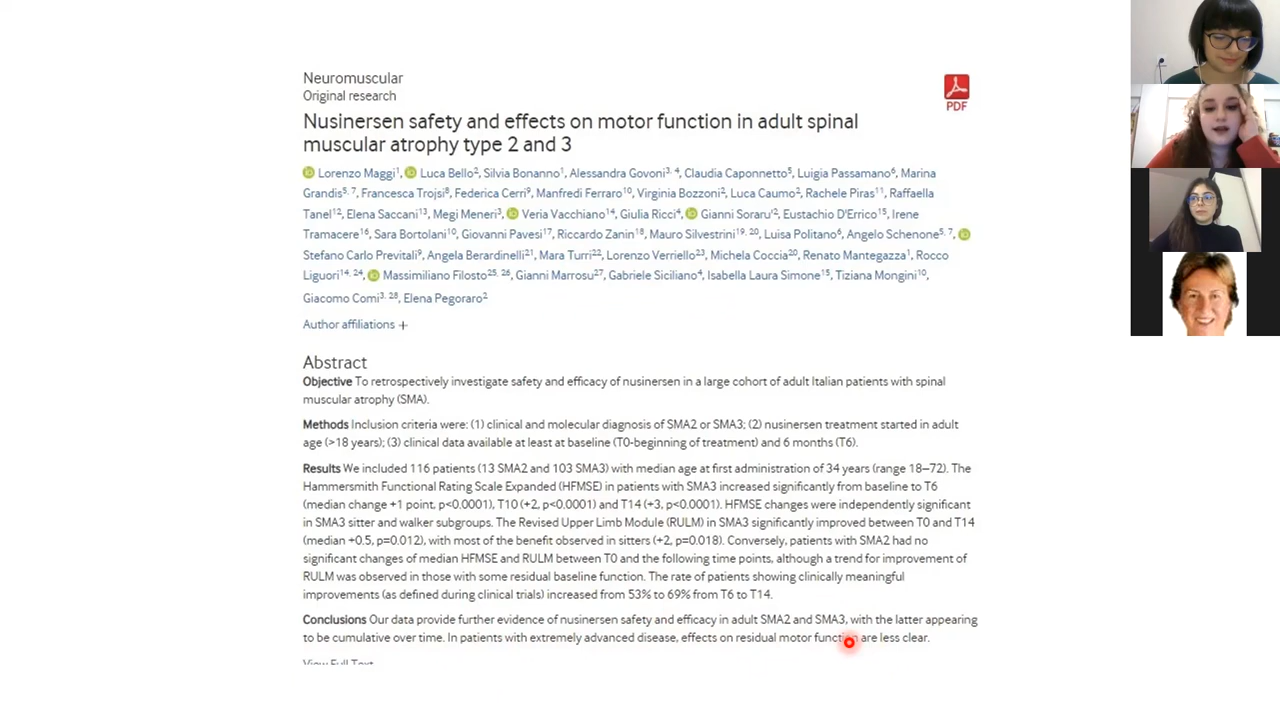 Neuromuscular
Original research
PDF
Nusinersen safety and effects on motor function in adult spinal
muscular atrophy type 2 and 3
Lorenzo Maggi1, Luca Bello2, Silvia Bonanno1, Alessandra Govoni3, 4, Claudia Caponnetto5, Luigia Passamano6, Marina
Grandis5, 7, Francesca Trojsi8, Federica Cerri9, Manfredi Ferraro10, Virginia Bozzoni2, Luca Caumo2, Rachele Piras11, Raffaella
Tanel12, Elena Saccani13, Megi Meneri3, Veria Vacchiano14, Giulia Ricci4, Gianni Soraru'2, Eustachio D'Errico15, Irene
Tramacere16, Sara Bortolani10, Giovanni Pavesi17, Riccardo Zanin18, Mauro Silvestrini19, 20, Luisa Politano6, Angelo Schenone5, 7,
Stefano Carlo Previtali9, Angela Berardinelli21, Mara Turri22, Lorenzo Verriello23, Michela Coccia20, Renato Mantegazza1, Rocco
Liguori14, 24, Massimiliano Filosto25, 26, Gianni Marrosu27, Gabriele Siciliano4, Isabella Laura Simone15, Tiziana Mongini10,
Giacomo Comi3, 28, Elena Pegoraro2
Author affiliations +
Abstract
Objective To retrospectively investigate safety and efficacy of nusinersen in a large cohort of adult Italian patients with spinal
muscular atrophy (SMA).
Methods Inclusion criteria were: (1) clinical and molecular diagnosis of SMA2 or SMA3; (2) nusinersen treatment started in adult
age (>18 years); (3) clinical data available at least at baseline (T0-beginning of treatment) and 6 months (T6).
Results We included 116 patients (13 SMA2 and 103 SMA3) with median age at first administration of 34 years (range 18–72). The
Hammersmith Functional Rating Scale Expanded (HFMSE) in patients with SMA3 increased significantly from baseline to T6
(median change +1 point, p<0.0001), T10 (+2, p<0.0001) and T14 (+3, p<0.0001). HFMSE changes were independently significant
in SMA3 sitter and walker subgroups. The Revised Upper Limb Module (RULM) in SMA3 significantly improved between T0 and T14
(median +0.5, p=0.012), with most of the benefit observed in sitters (+2, p=0.018). Conversely, patients with SMA2 had no
significant changes of median HFMSE and RULM between T0 and the following time points, although a trend for improvement of
RULM was observed in those with some residual baseline function. The rate of patients showing clinically meaningful
improvements (as defined during clinical trials) increased from 53% to 69% from T6 to T14.
Conclusions Our data provide further evidence of nusinersen safety and efficacy in adult SMA2 and SMA3, with the latter appearing
to be cumulative over time. In patients with extremely advanced disease, effects on residual motor function are less clear.
View Full Text